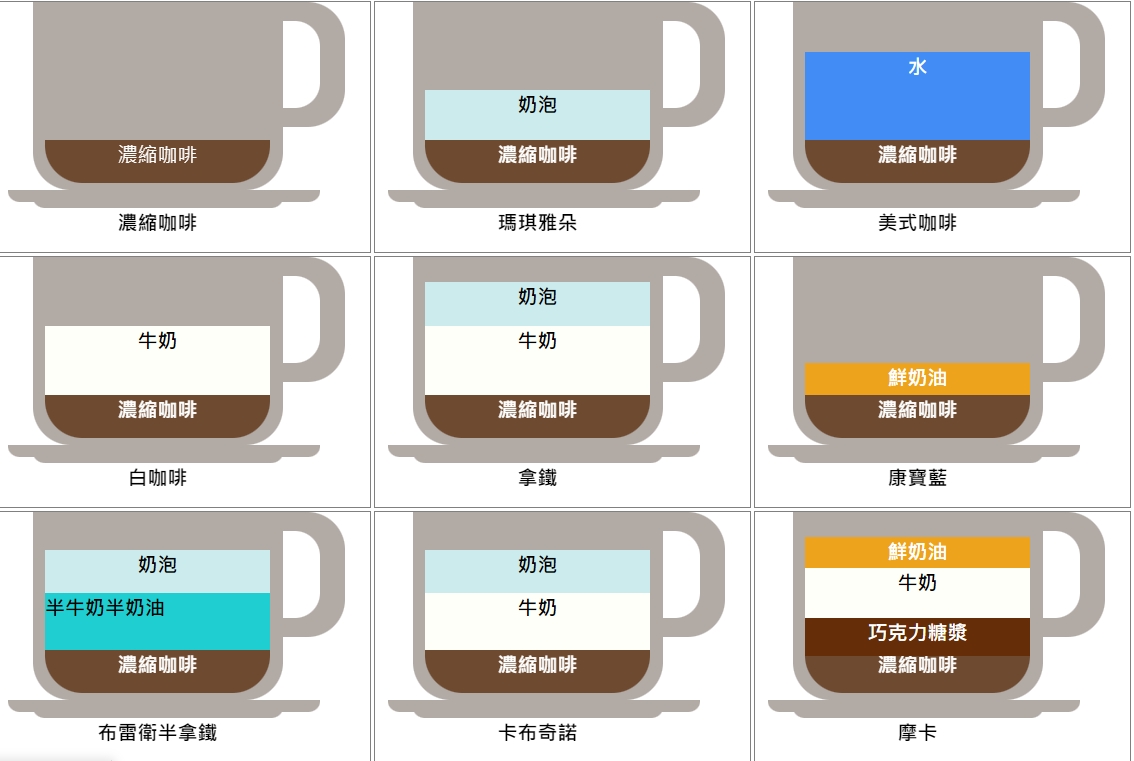 濃縮咖啡
濃縮咖啡
奶泡
濃縮咖啡
瑪琪雅朵
水
濃縮咖啡
美式咖啡
牛奶
濃縮咖啡
白咖啡
奶泡
牛奶
濃縮咖啡
拿鐵
鮮奶油
濃縮咖啡
康寶藍
奶泡
半牛奶半奶油
濃縮咖啡
布雷衛半拿鐵
奶泡
牛奶
濃縮咖啡
卡布奇諾
鮮奶油
牛奶
巧克力糖漿
濃縮咖啡
摩卡